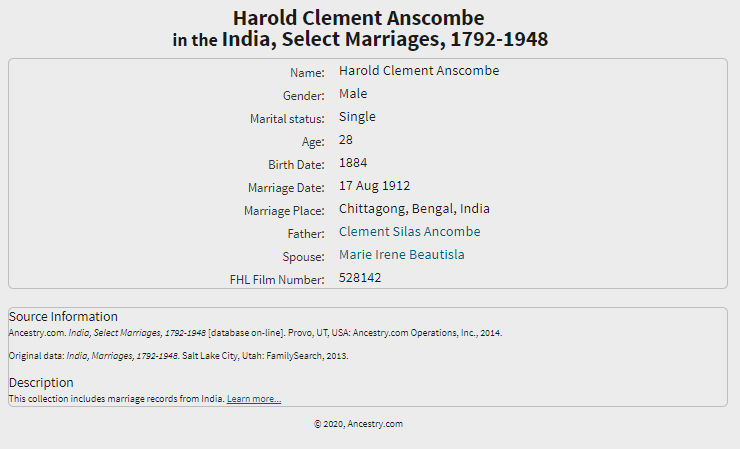 Harold Clement Anscombe
in the India, Select Marriages, 1792-1948
Name: Harold Clement Anscombe
Gender: Male
Marital status: Single
Age: 28
Birth Date: 1884
Marriage Date: 17 Aug 1912
Marriage Place: Chittagong, Bengal, India
Father: Clement Silas Ancombe
Spouse: Marie Irene Beautisla
FHL Film Number: 528142
Source Information
Ancestry.com. India, Select Marriages, 1792-1948 [database on-line]. Provo, UT, USA: Ancestry.com Operations, Inc., 2014.
Original data: India, Marriages, 1792-1948. Salt Lake City, Utah: FamilySearch, 2013.
Description
This collection includes marriage records from India. Learn more...
© 2020, Ancestry.com